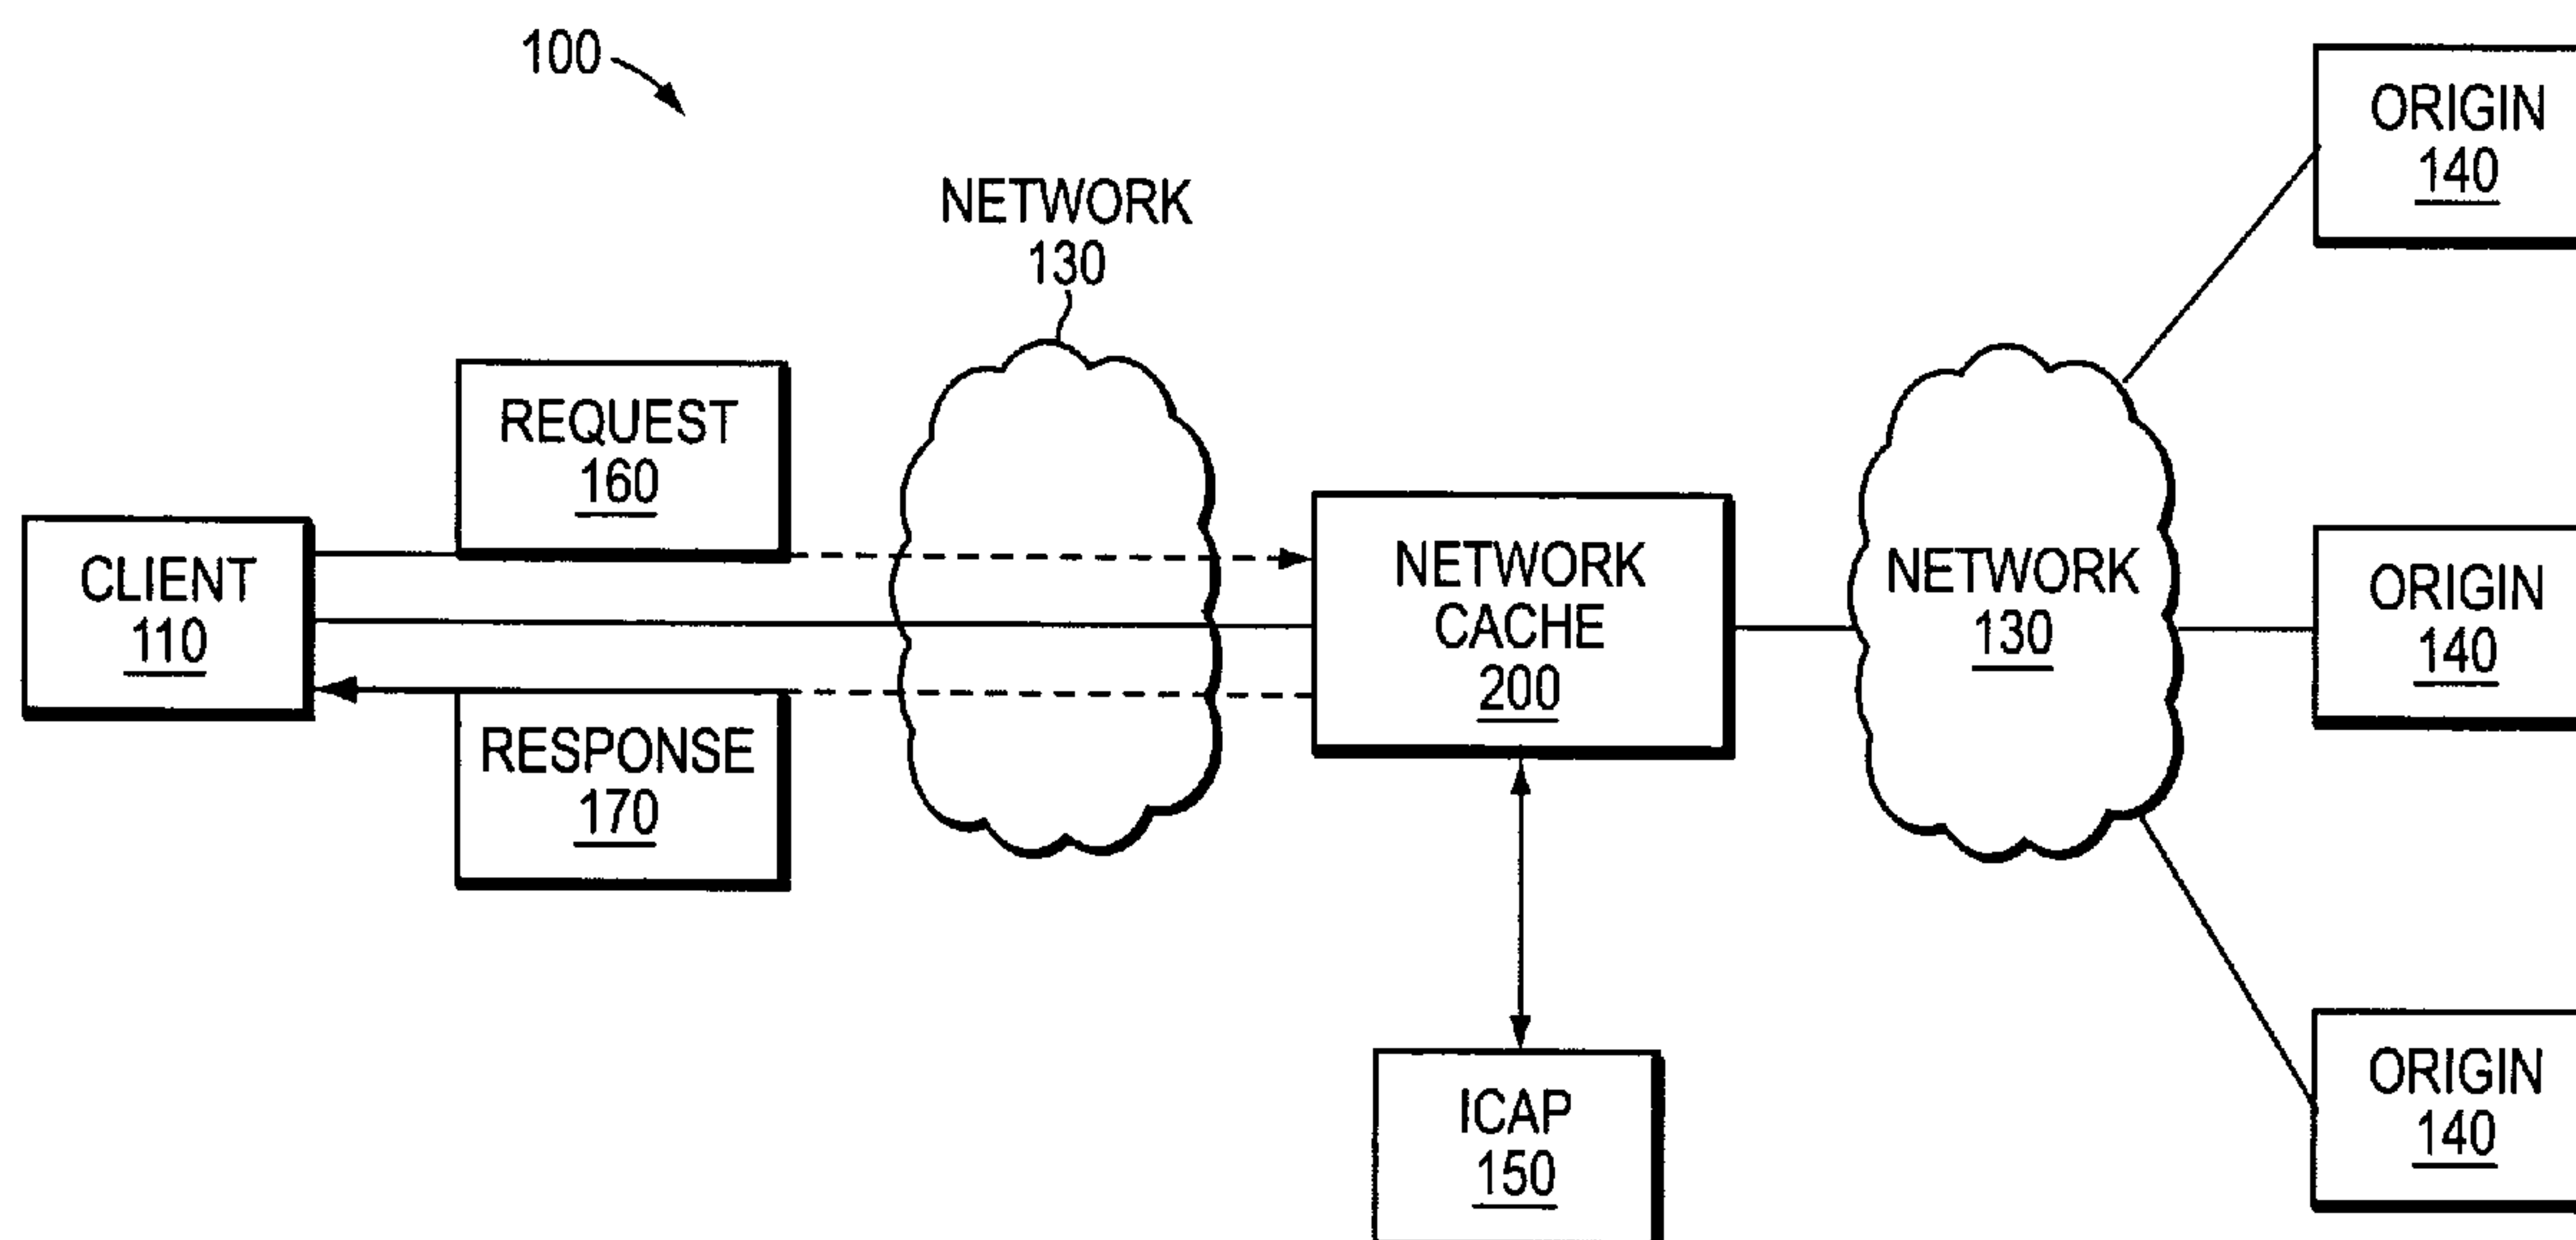 100
NETWORK
130
REQUEST
160
CLIENT
110
RESPONSE
170
NETWORK
CACHE
200
ICAP
150
NETWORK
130
ORIGIN
140
ORIGIN
140
ORIGIN
140